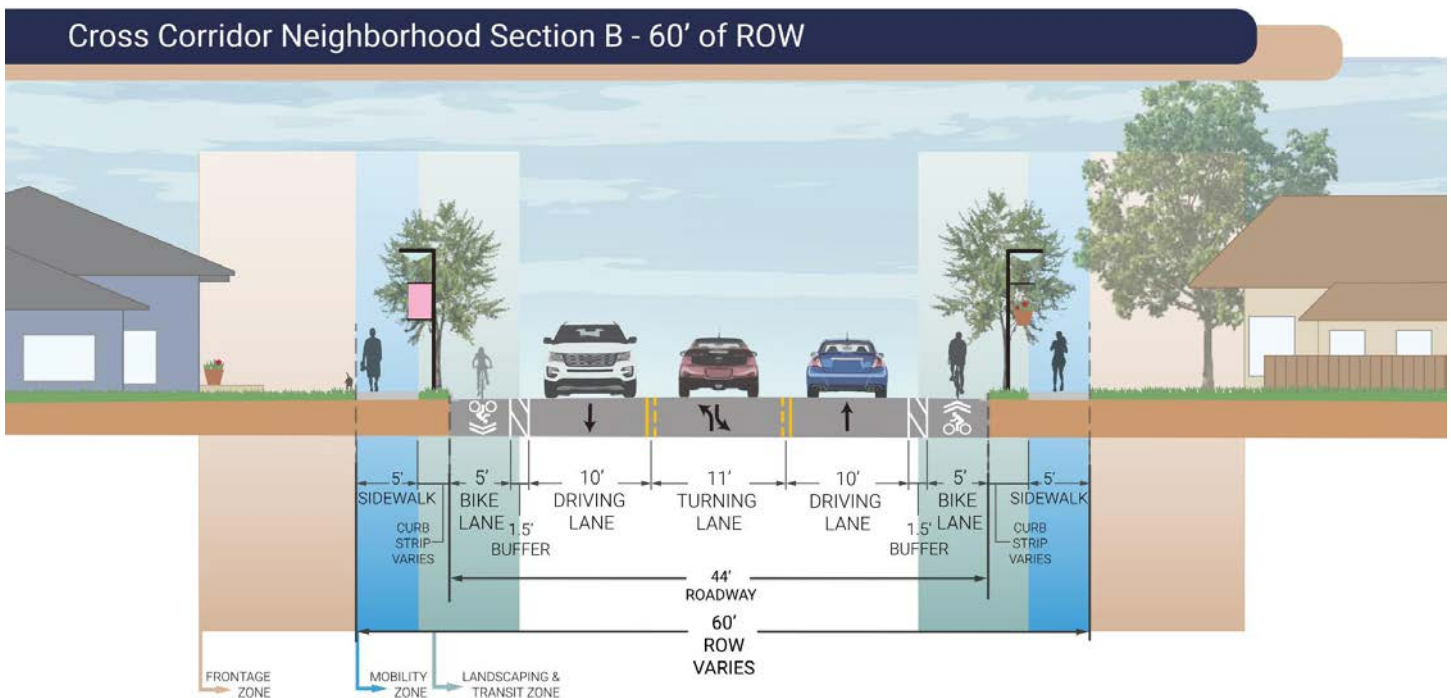 Cross Corridor Neighborhood Section B - 60' of ROW
5'
SIDEWALK
CURB
STRIP
VARIES
5'
BIKE
LANE
1.5'
BUFFER
10'
DRIVING
LANE
11'
TURNING
LANE
10'
DRIVING
LANE
1.5'
BUFFER
5'
BIKE
LANE
CURB
STRIP
VARIES
5'
SIDEWALK
44'
ROADWAY
60'
ROW
VARIES
FRONTAGE
ZONE
MOBILITY
ZONE
LANDSCAPING &
TRANSIT ZONE